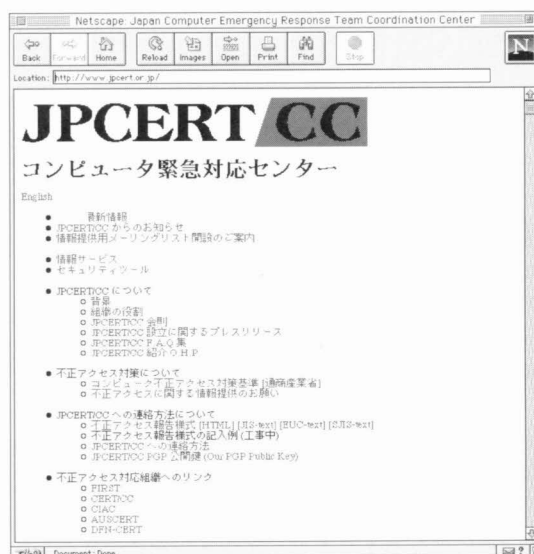 Netscape: Japan Computer Emergency Response Team Coordination Center
Back Forward Home Reload Images Open Print Find Stop
N
Location: http://www.jpcert.or.jp/
JPCERT/CC
コンピュータ緊急対応センター
English
最新情報
JPCERT/CC からのお知らせ
情報提供用メーリングリスト開設のご案内
情報サービス
セキュリティツール
JPCERT/CC について
背景
組織の役割
JPCERT/CC 会則
JPCERT/CC 設立に関するプレスリリース
JPCERT/CC F.A.Q 集
JPCERT/CC 紹介 O.H.P
不正アクセス対策について
コンピュータ不正アクセス対策基準 [通商産業省]
不正アクセスに関する情報提供のお願い
JPCERT/CC への連絡方法について
不正アクセス報告様式 [HTML] [JIS-text] [EUC-text] [SJIS-text]
不正アクセス報告様式の記入例 (工事中)
JPCERT/CC への連絡方法
JPCERT/CC PGP 公開鍵 (Our PGP Public Key)
不正アクセス対応組織へのリンク
FIRST
CERT/CC
CIAC
AUSCERT
DFN-CERT
Document: Done.
?